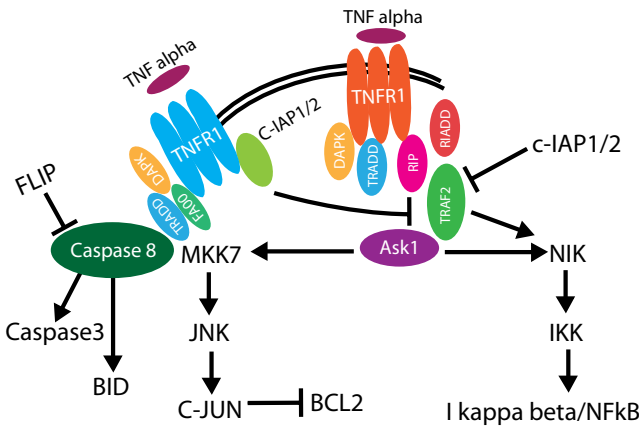 TNF alpha
TNF alpha
TNFR1
TNFR1
C-IAP1/2
DAPK
TRADD
RIP
RIADD
c-IAP1/2
DAPK
FA00
TRADD
TRAF2
FLIP
Caspase 8
MKK7
Ask1
NIK
Caspase3
JNK
IKK
BID
C-JUN
BCL2
I kappa beta/NFkB